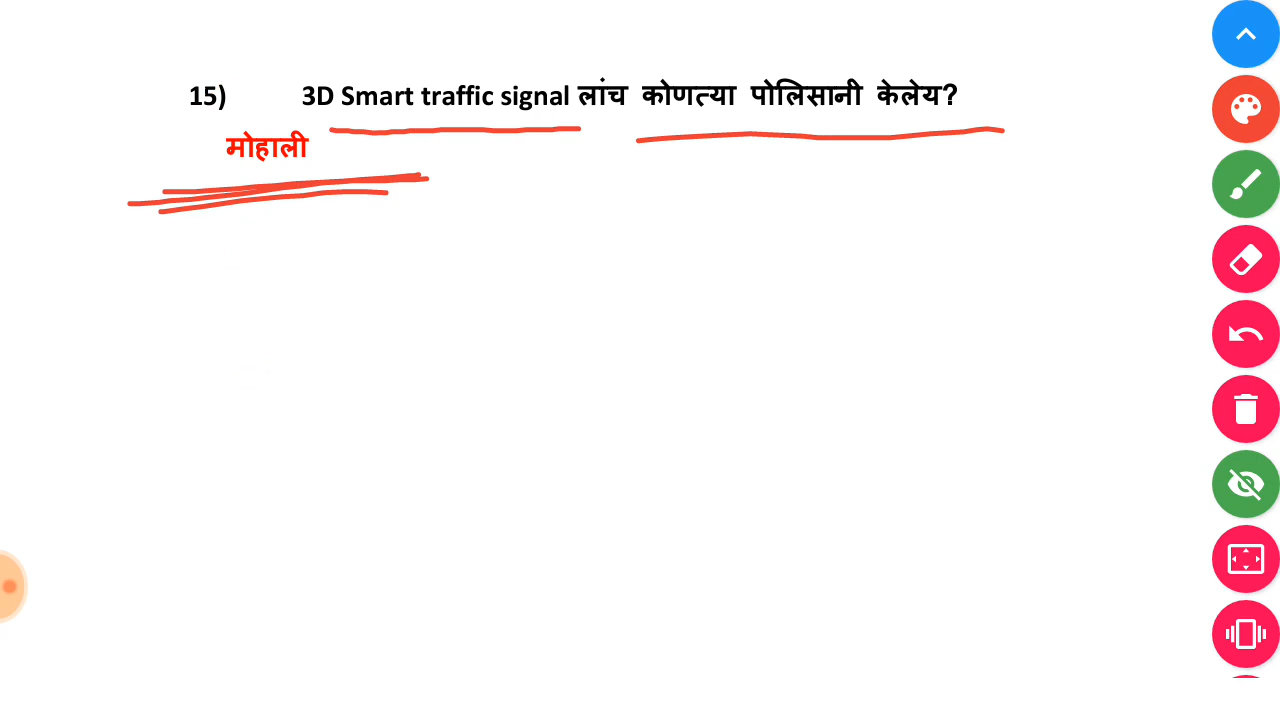 15) 3D Smart traffic signal लांच कोणत्या पोलिसानी केलेय?
मोहाली